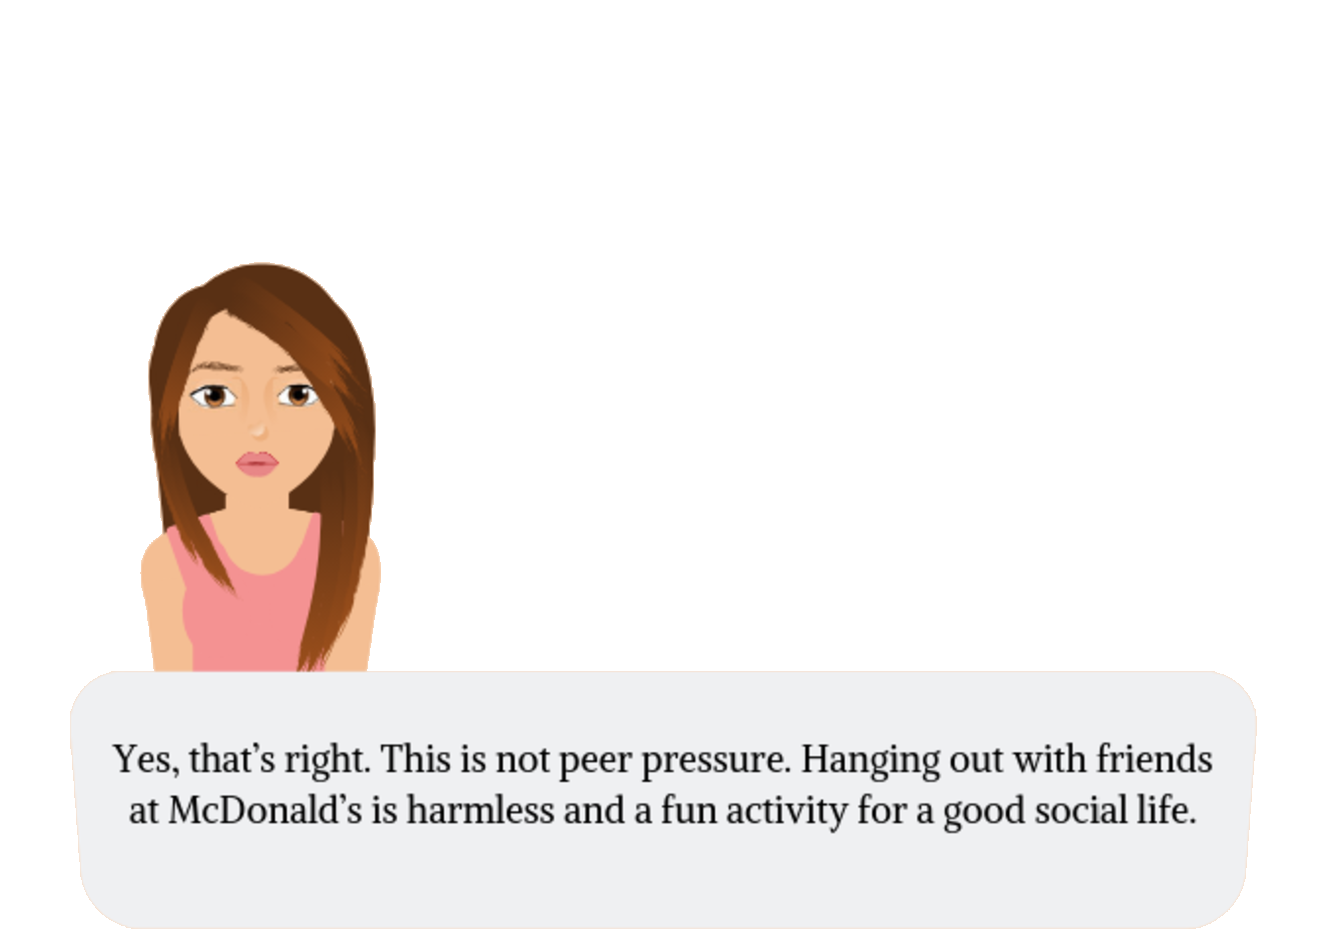 Yes, that’s right. This is not peer pressure. Hanging out with friends
at McDonald’s is harmless and a fun activity for a good social life.